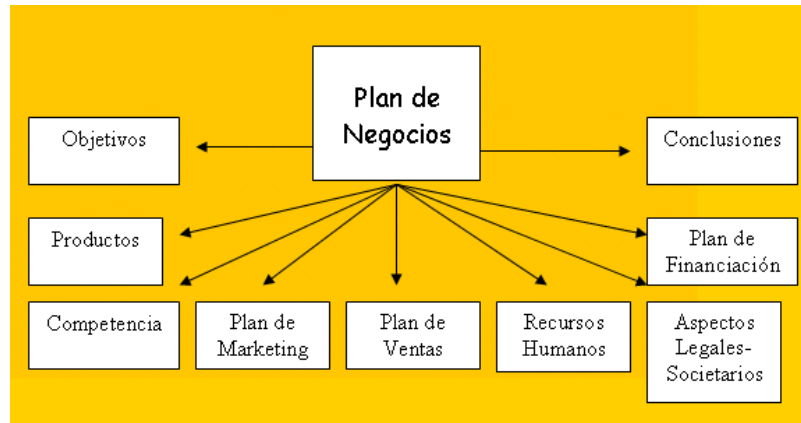 Plan de
Negocios
Objetivos
Conclusiones
Productos
Plan de
Financiación
Competencia
Plan de
Marketing
Plan de
Ventas
Recursos
Humanos
Aspectos
Legales-
Societarios